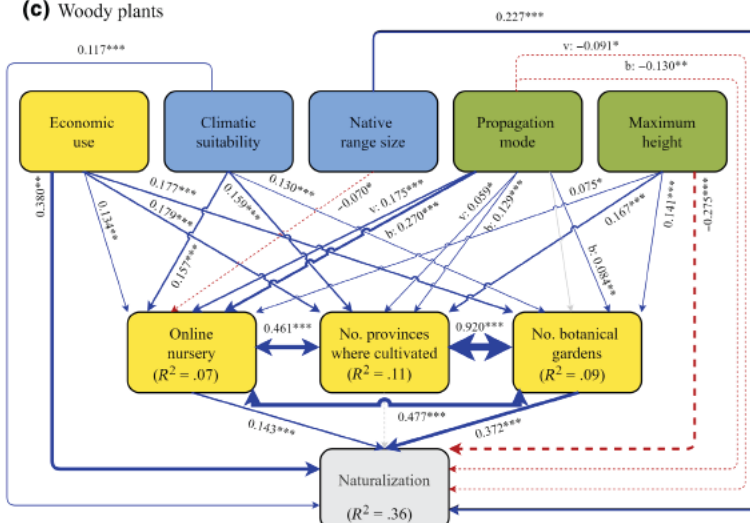 (c) Woody plants
0.227***
v: −0.091*
0.117***
b: −0.130**
Economic
use
Climatic
suitability
Native
range size
Propagation
mode
Maximum
height
0.380**
0.134**
0.177***
0.179***
0.157***
0.159***
0.130***
−0.070*
v: 0.175***
b: 0.270***
v: 0.059*
b: 0.129***
b: 0.084**
0.075*
0.167***
0.141***
−0.275***
Online
nursery
(R² = .07)
0.461***
No. provinces
where cultivated
(R² = .11)
0.920***
No. botanical
gardens
(R² = .09)
0.477***
0.143***
0.372***
Naturalization
(R² = .36)